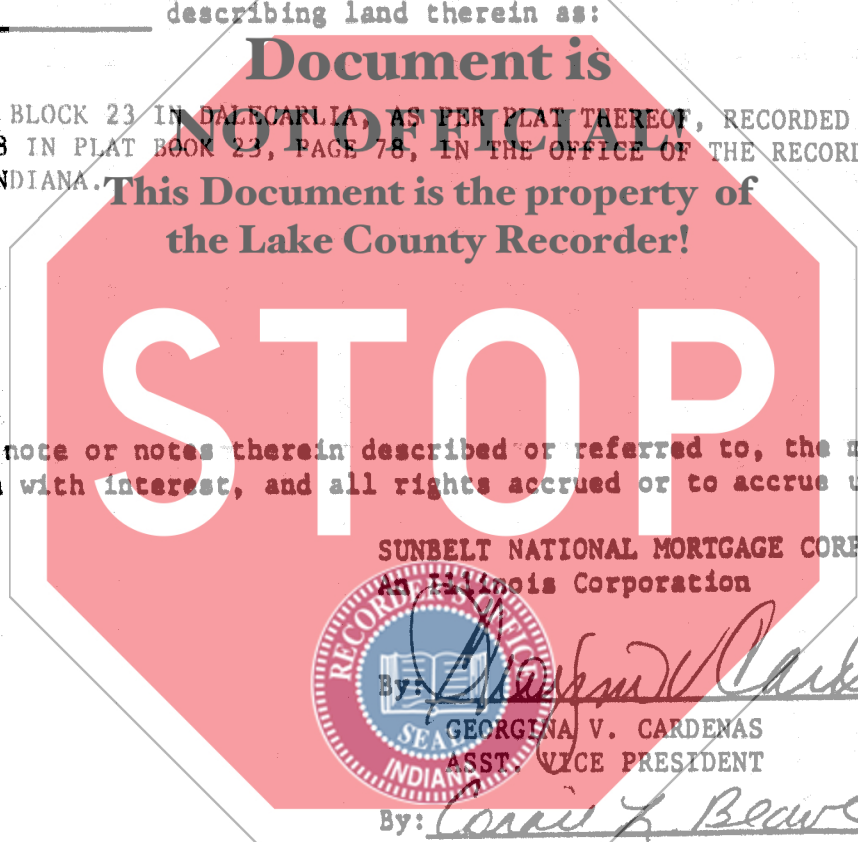 describing land therein as:
Document is
BLOCK 23 IN DALECARLIA, AS PER PLAT THEREOF, RECORDED
NOT OFFICIAL!
8 IN PLAT BOOK 23, PAGE 78, IN THE OFFICE OF THE RECORD
NDIANA.
This Document is the property of
the Lake County Recorder!
STOP
note or notes therein described or referred to, the m
with interest, and all rights accrued or to accrue u
SUNBELT NATIONAL MORTGAGE CORP
An Illinois Corporation
RECORDER'S OFFICE
SEAL
INDIANA
By:
GEORGINA V. CARDENAS
ASST. VICE PRESIDENT
By: